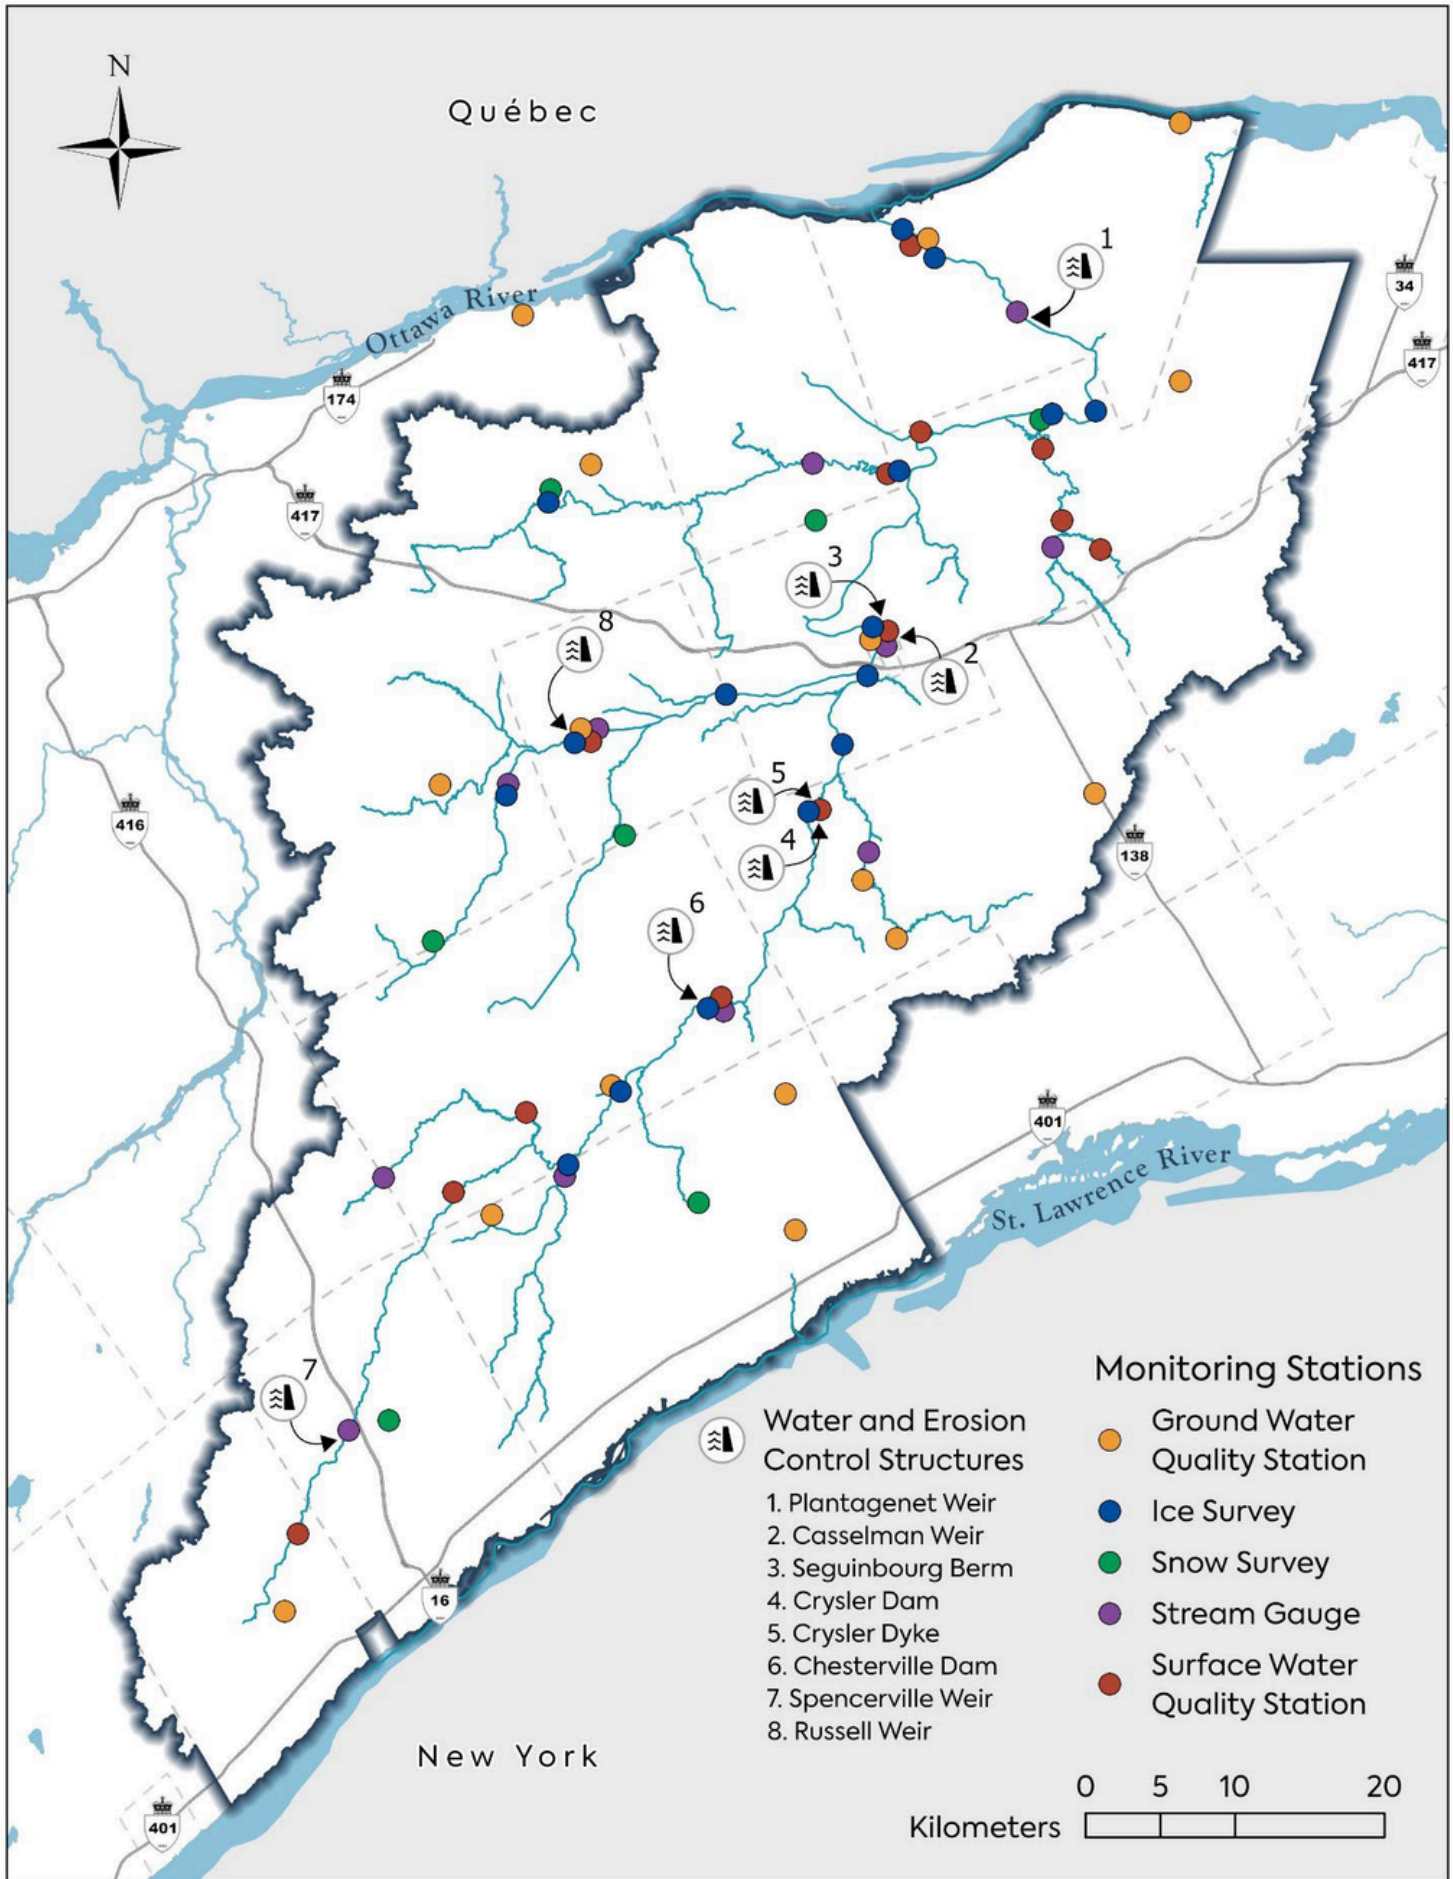 N
Québec
1
34
Ottawa River
417
174
417
3
8
2
5
416
4
138
6
401
St. Lawrence River
7
Monitoring Stations
Water and Erosion
Control Structures
1. Plantagenet Weir
2. Casselman Weir
3. Seguinbourg Berm
4. Crysler Dam
5. Crysler Dyke
6. Chesterville Dam
7. Spencerville Weir
8. Russell Weir
Ground Water
Quality Station
Ice Survey
Snow Survey
Stream Gauge
Surface Water
Quality Station
16
New York
0 5 10 20
Kilometers
401